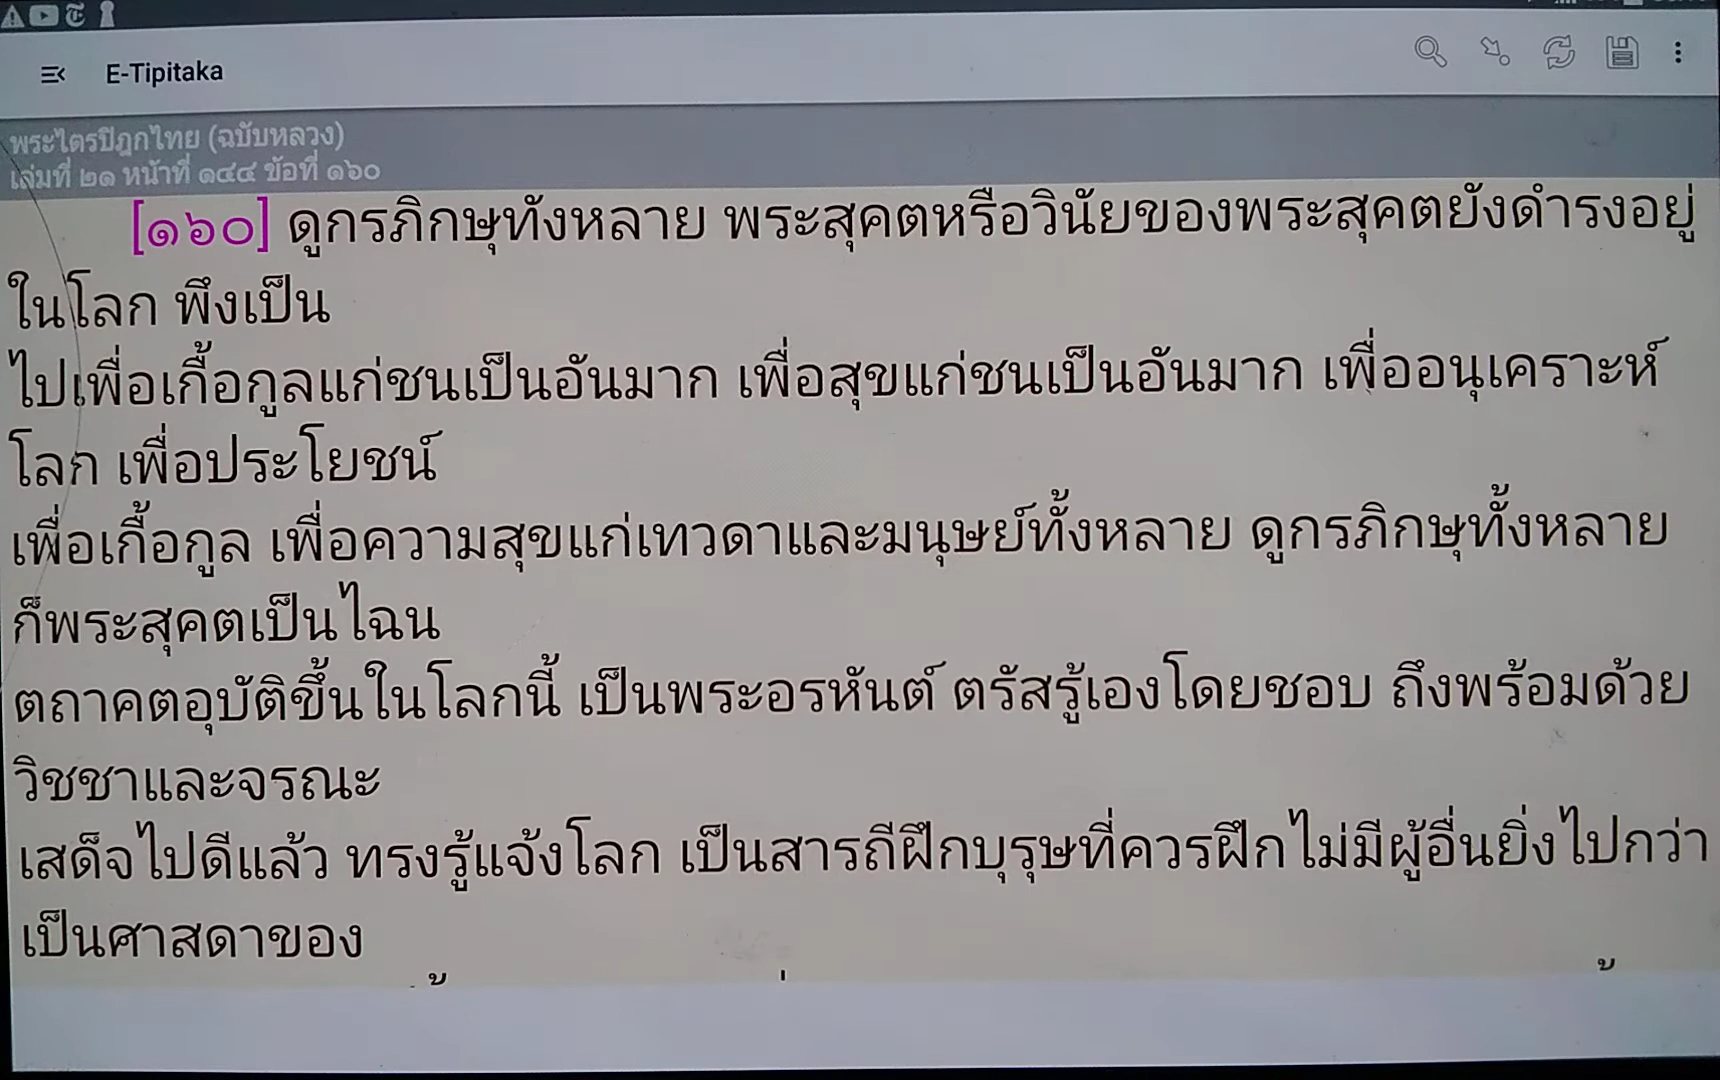 E-Tipitaka
พระไตรปิฎกไทย (ฉบับหลวง)
เล่มที่ ๒๑ หน้าที่ ๑๔๔ ข้อที่ ๑๖๐
[๑๖๐] ดูกรภิกษุทั้งหลาย พระสุคตหรือวินัยของพระสุคตยังดำรงอยู่
ในโลก พึงเป็น
ไปเพื่อเกื้อกูลแก่ชนเป็นอันมาก เพื่อสุขแก่ชนเป็นอันมาก เพื่ออนุเคราะห์
โลก เพื่อประโยชน์
เพื่อเกื้อกูล เพื่อความสุขแก่เทวดาและมนุษย์ทั้งหลาย ดูกรภิกษุทั้งหลาย
ก็พระสุคตเป็นไฉน
ตถาคตอุบัติขึ้นในโลกนี้ เป็นพระอรหันต์ ตรัสรู้เองโดยชอบ ถึงพร้อมด้วย
วิชชาและจรณะ
เสด็จไปดีแล้ว ทรงรู้แจ้งโลก เป็นสารถีฝึกบุรุษที่ควรฝึกไม่มีผู้อื่นยิ่งไปกว่า
เป็นศาสดาของ